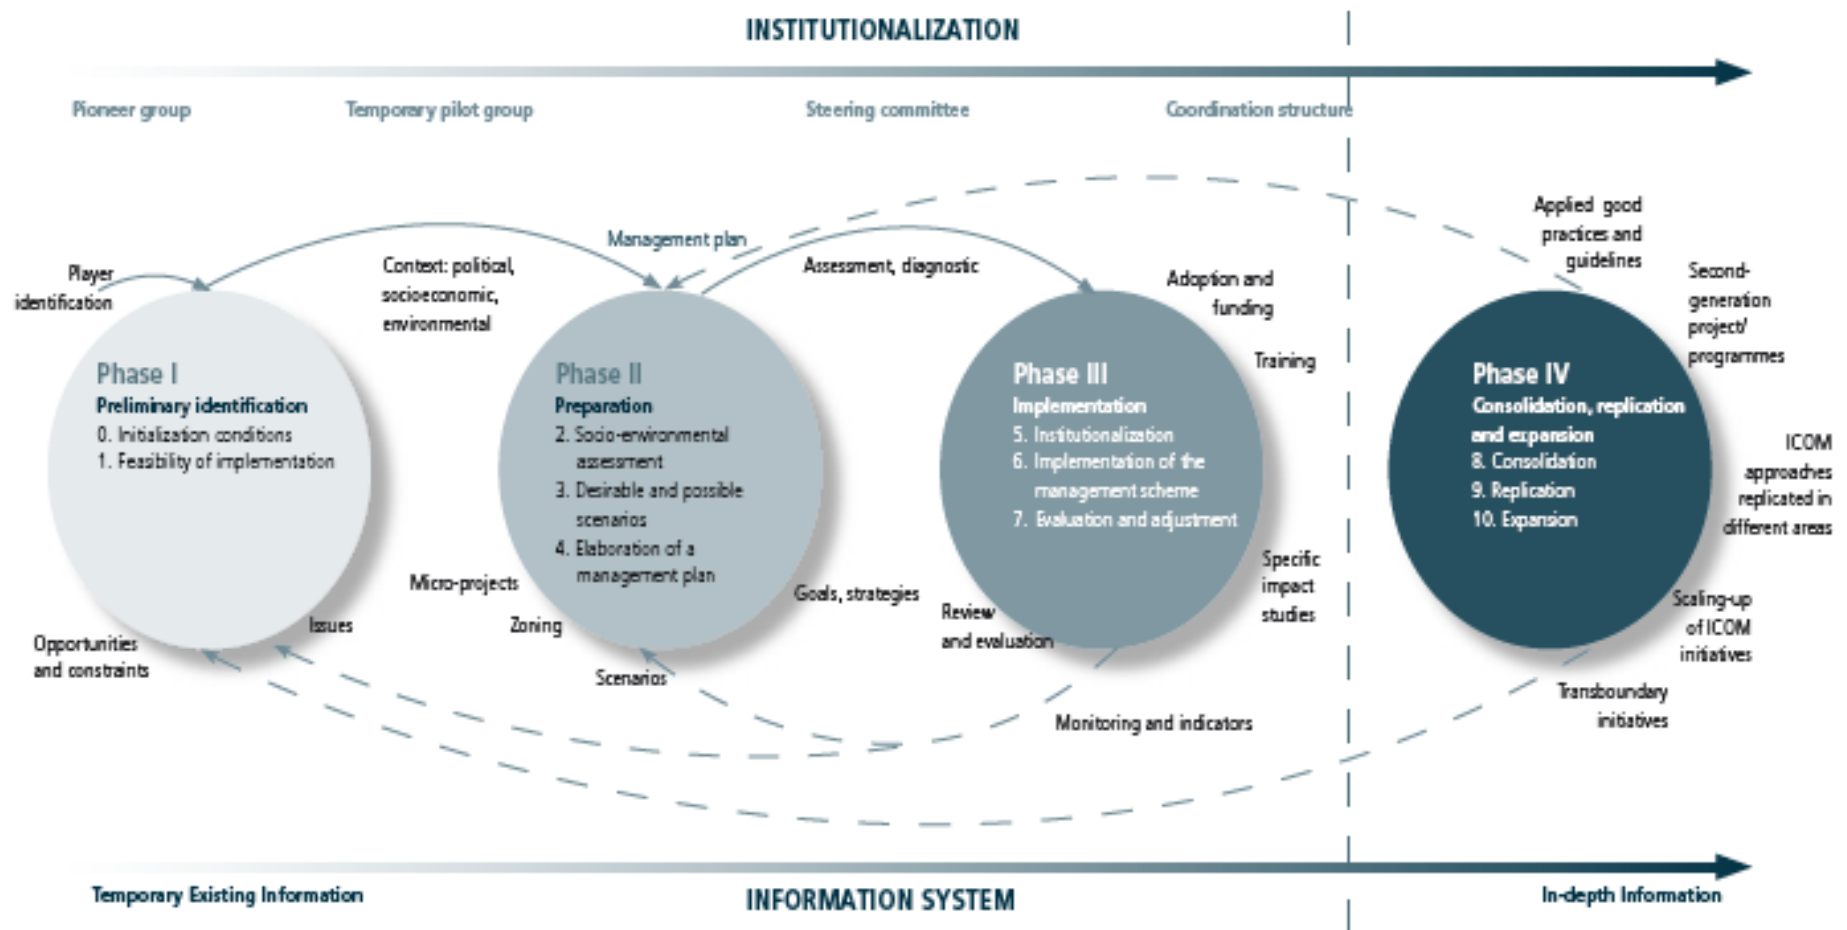 INSTITUTIONALIZATION
Pioneer group
Temporary pilot group
Steering committee
Coordination structure
Player
identification
Context: political,
socioeconomic,
environmental
Management plan
Assessment, diagnostic
Adoption and
funding
Training
Applied good
practices and
guidelines
Second-
generation
project/
programmes
Phase I
Preliminary identification
0. Initialization conditions
1. Feasibility of implementation
Phase II
Preparation
2. Socio-environmental
assessment
3. Desirable and possible
scenarios
4. Elaboration of a
management plan
Phase III
Implementation
5. Institutionalization
6. Implementation of the
management scheme
7. Evaluation and adjustment
Phase IV
Consolidation, replication
and expansion
8. Consolidation
9. Replication
10. Expansion
ICOM
approaches
replicated in
different areas
Opportunities
and constraints
Issues
Micro-projects
Zoning
Scenarios
Goals, strategies
Review
and evaluation
Specific
impact
studies
Monitoring and indicators
Scaling-up
of ICOM
initiatives
Transboundary
initiatives
Temporary Existing Information
INFORMATION SYSTEM
In-depth Information